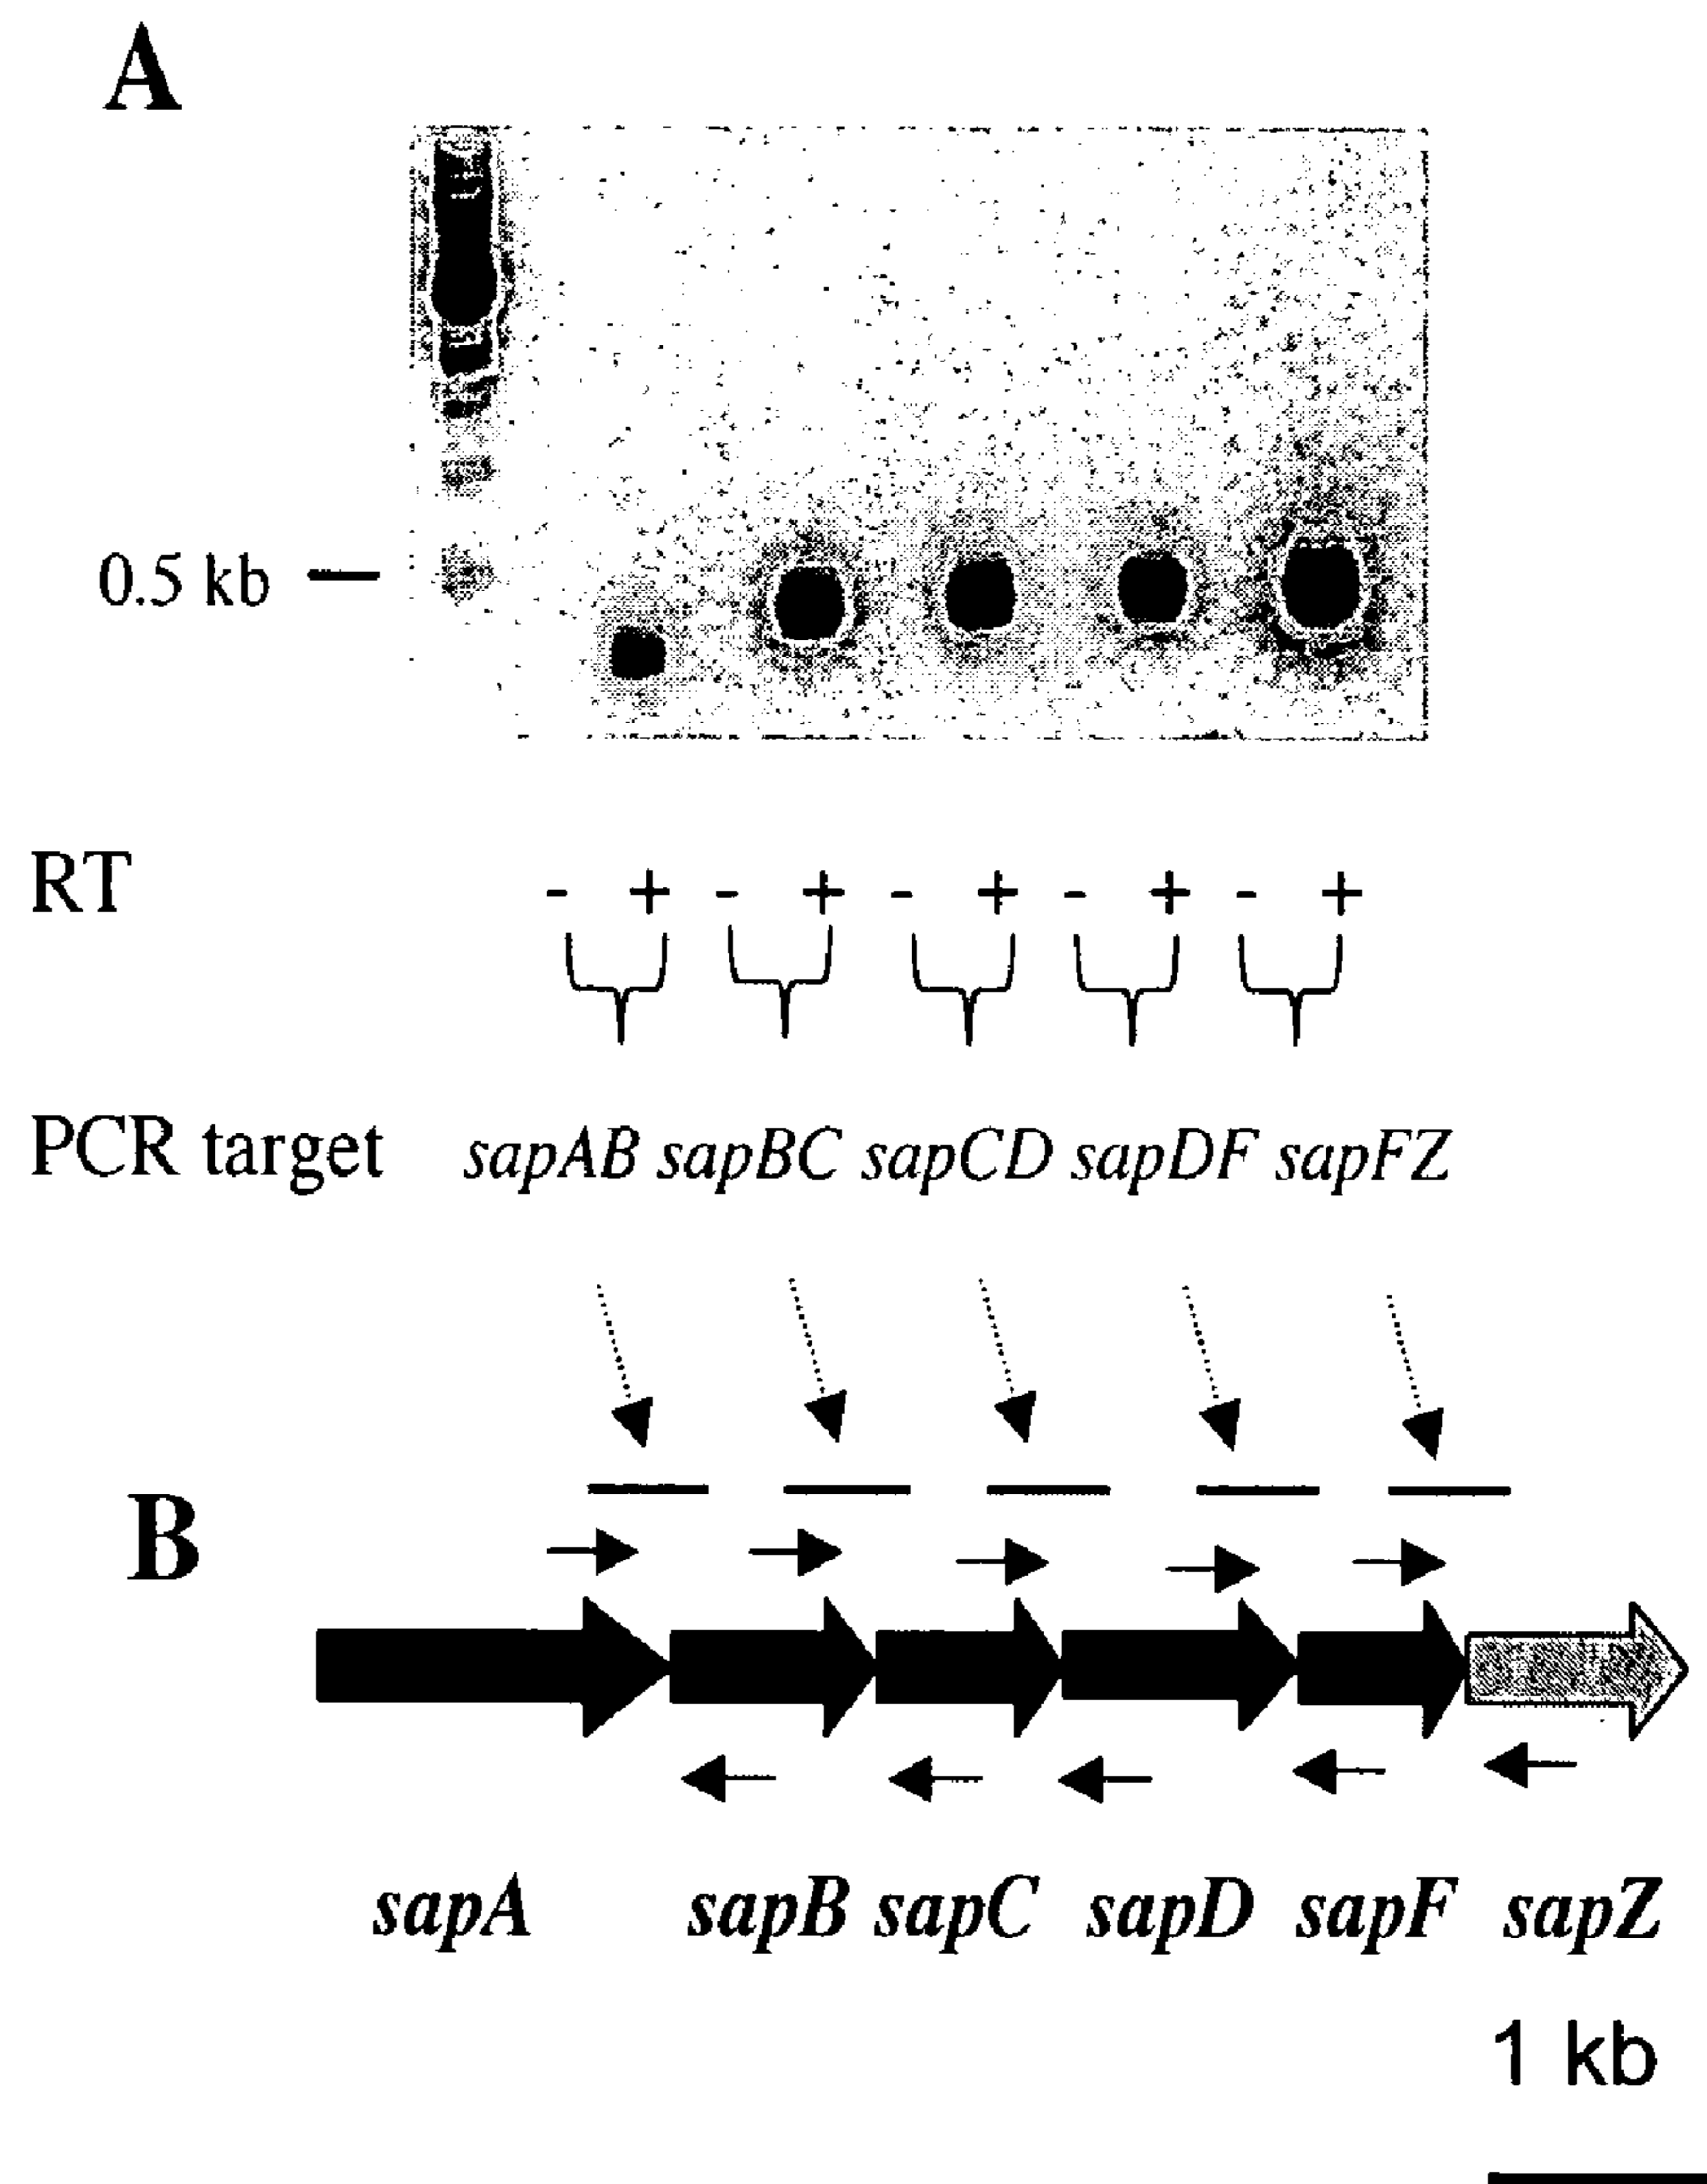 A
0.5 kb
RT - + - + - + - + - +
PCR target sapAB sapBC sapCD sapDF sapFZ
B
sapA sapB sapC sapD sapF sapZ
1 kb